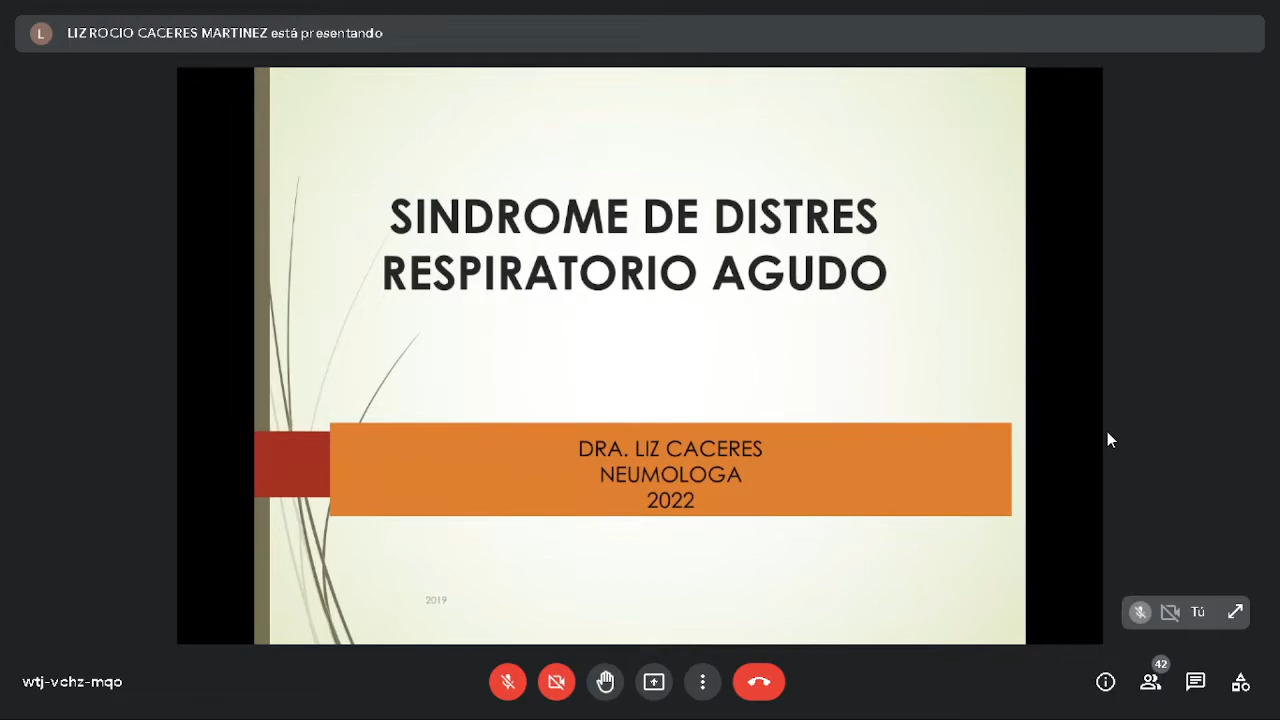 L LIZ ROCIO CACERES MARTINEZ está presentando
SINDROME DE DISTRES
RESPIRATORIO AGUDO
DRA. LIZ CACERES
NEUMOLOGA
2022
2019
Tú
wtj-vchz-mqo
42